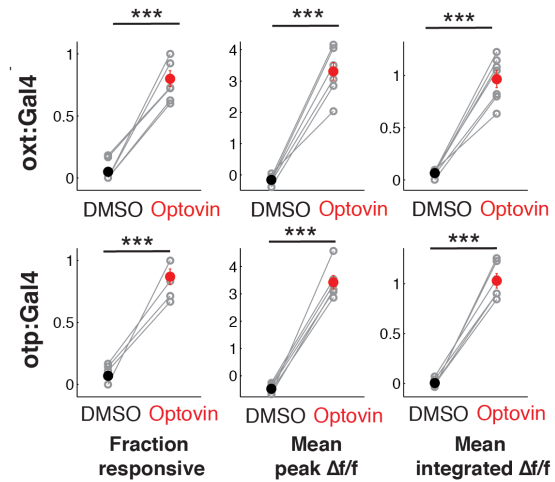 *** *** ***
oxt:Gal4
1 0.5 0
4 3 2 1 0
1 0.5 0
DMSO Optovin DMSO Optovin DMSO Optovin
*** *** ***
otp:Gal4
1 0.5 0
4 3 2 1 0
1 0.5 0
DMSO Optovin DMSO Optovin DMSO Optovin
Fraction Mean Mean
responsive peak Δf/f integrated Δf/f